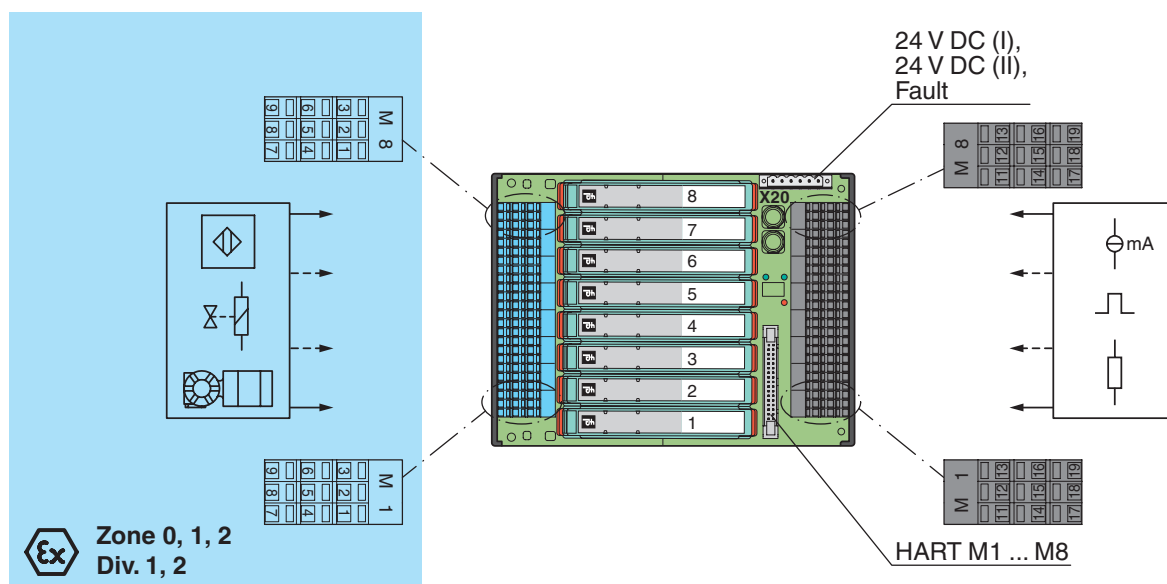 24 V DC (I),
24 V DC (II),
Fault
9 6 3 M 8
8 5 2
7 4 1
M 8 13 16 19
12 15 18
11 14 17
X20
8
7
6
5
4
3
2
1
mA
9 6 3 M 1
8 5 2
7 4 1
M 1 13 16 19
12 15 18
11 14 17
Ex
Zone 0, 1, 2
Div. 1, 2
HART M1 ... M8